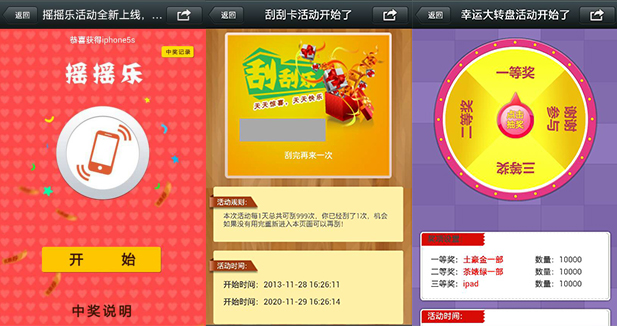 返回
摇摇乐活动全新上线，...
恭喜获得iphone5s
中奖记录
摇摇乐
开 始
中奖说明
返回
刮刮卡活动开始了
刮刮乐
天天惊喜，天天快乐
刮完再来一次
活动规则:
本次活动每1天总共可刮999次，你已经刮了1次，机会
如果没有用完重新进入本页面可以再刮!
活动时间:
开始时间：2013-11-28 16:26:11
开始时间：2020-11-29 16:26:14
返回
幸运大转盘活动开始了
一等奖
二等奖
谢谢参与
点击
抽奖
三等奖
一等奖：土豪金一部 数量：10000
二等奖：茶婊绿一部 数量：10000
三等奖：ipad 数量：10000
活动时间: